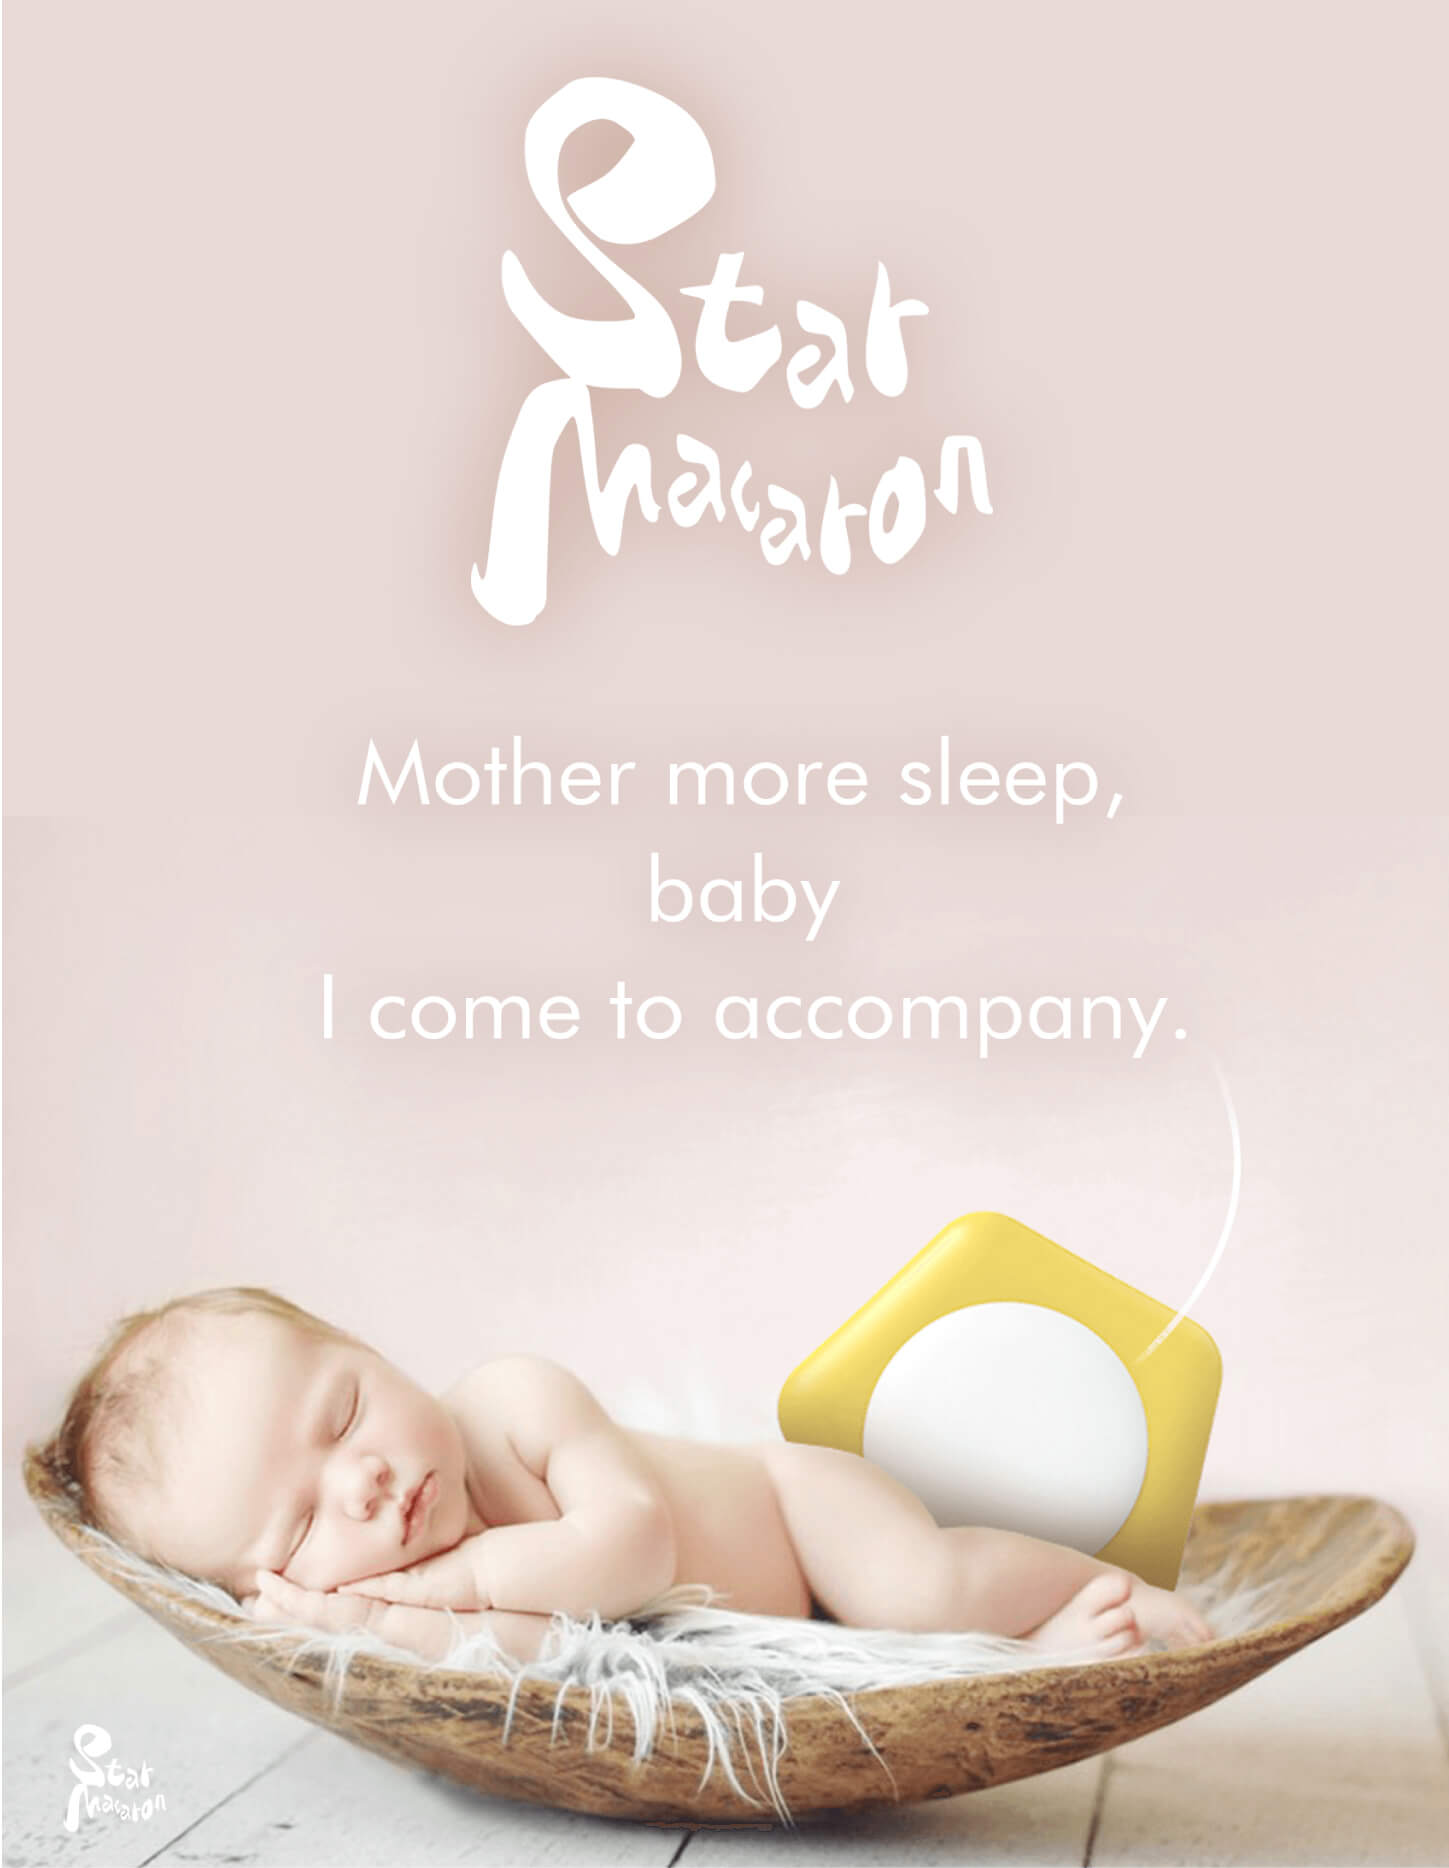 Star
Macaron
Mother more sleep,
baby
I come to accompany.
Star
Macaron